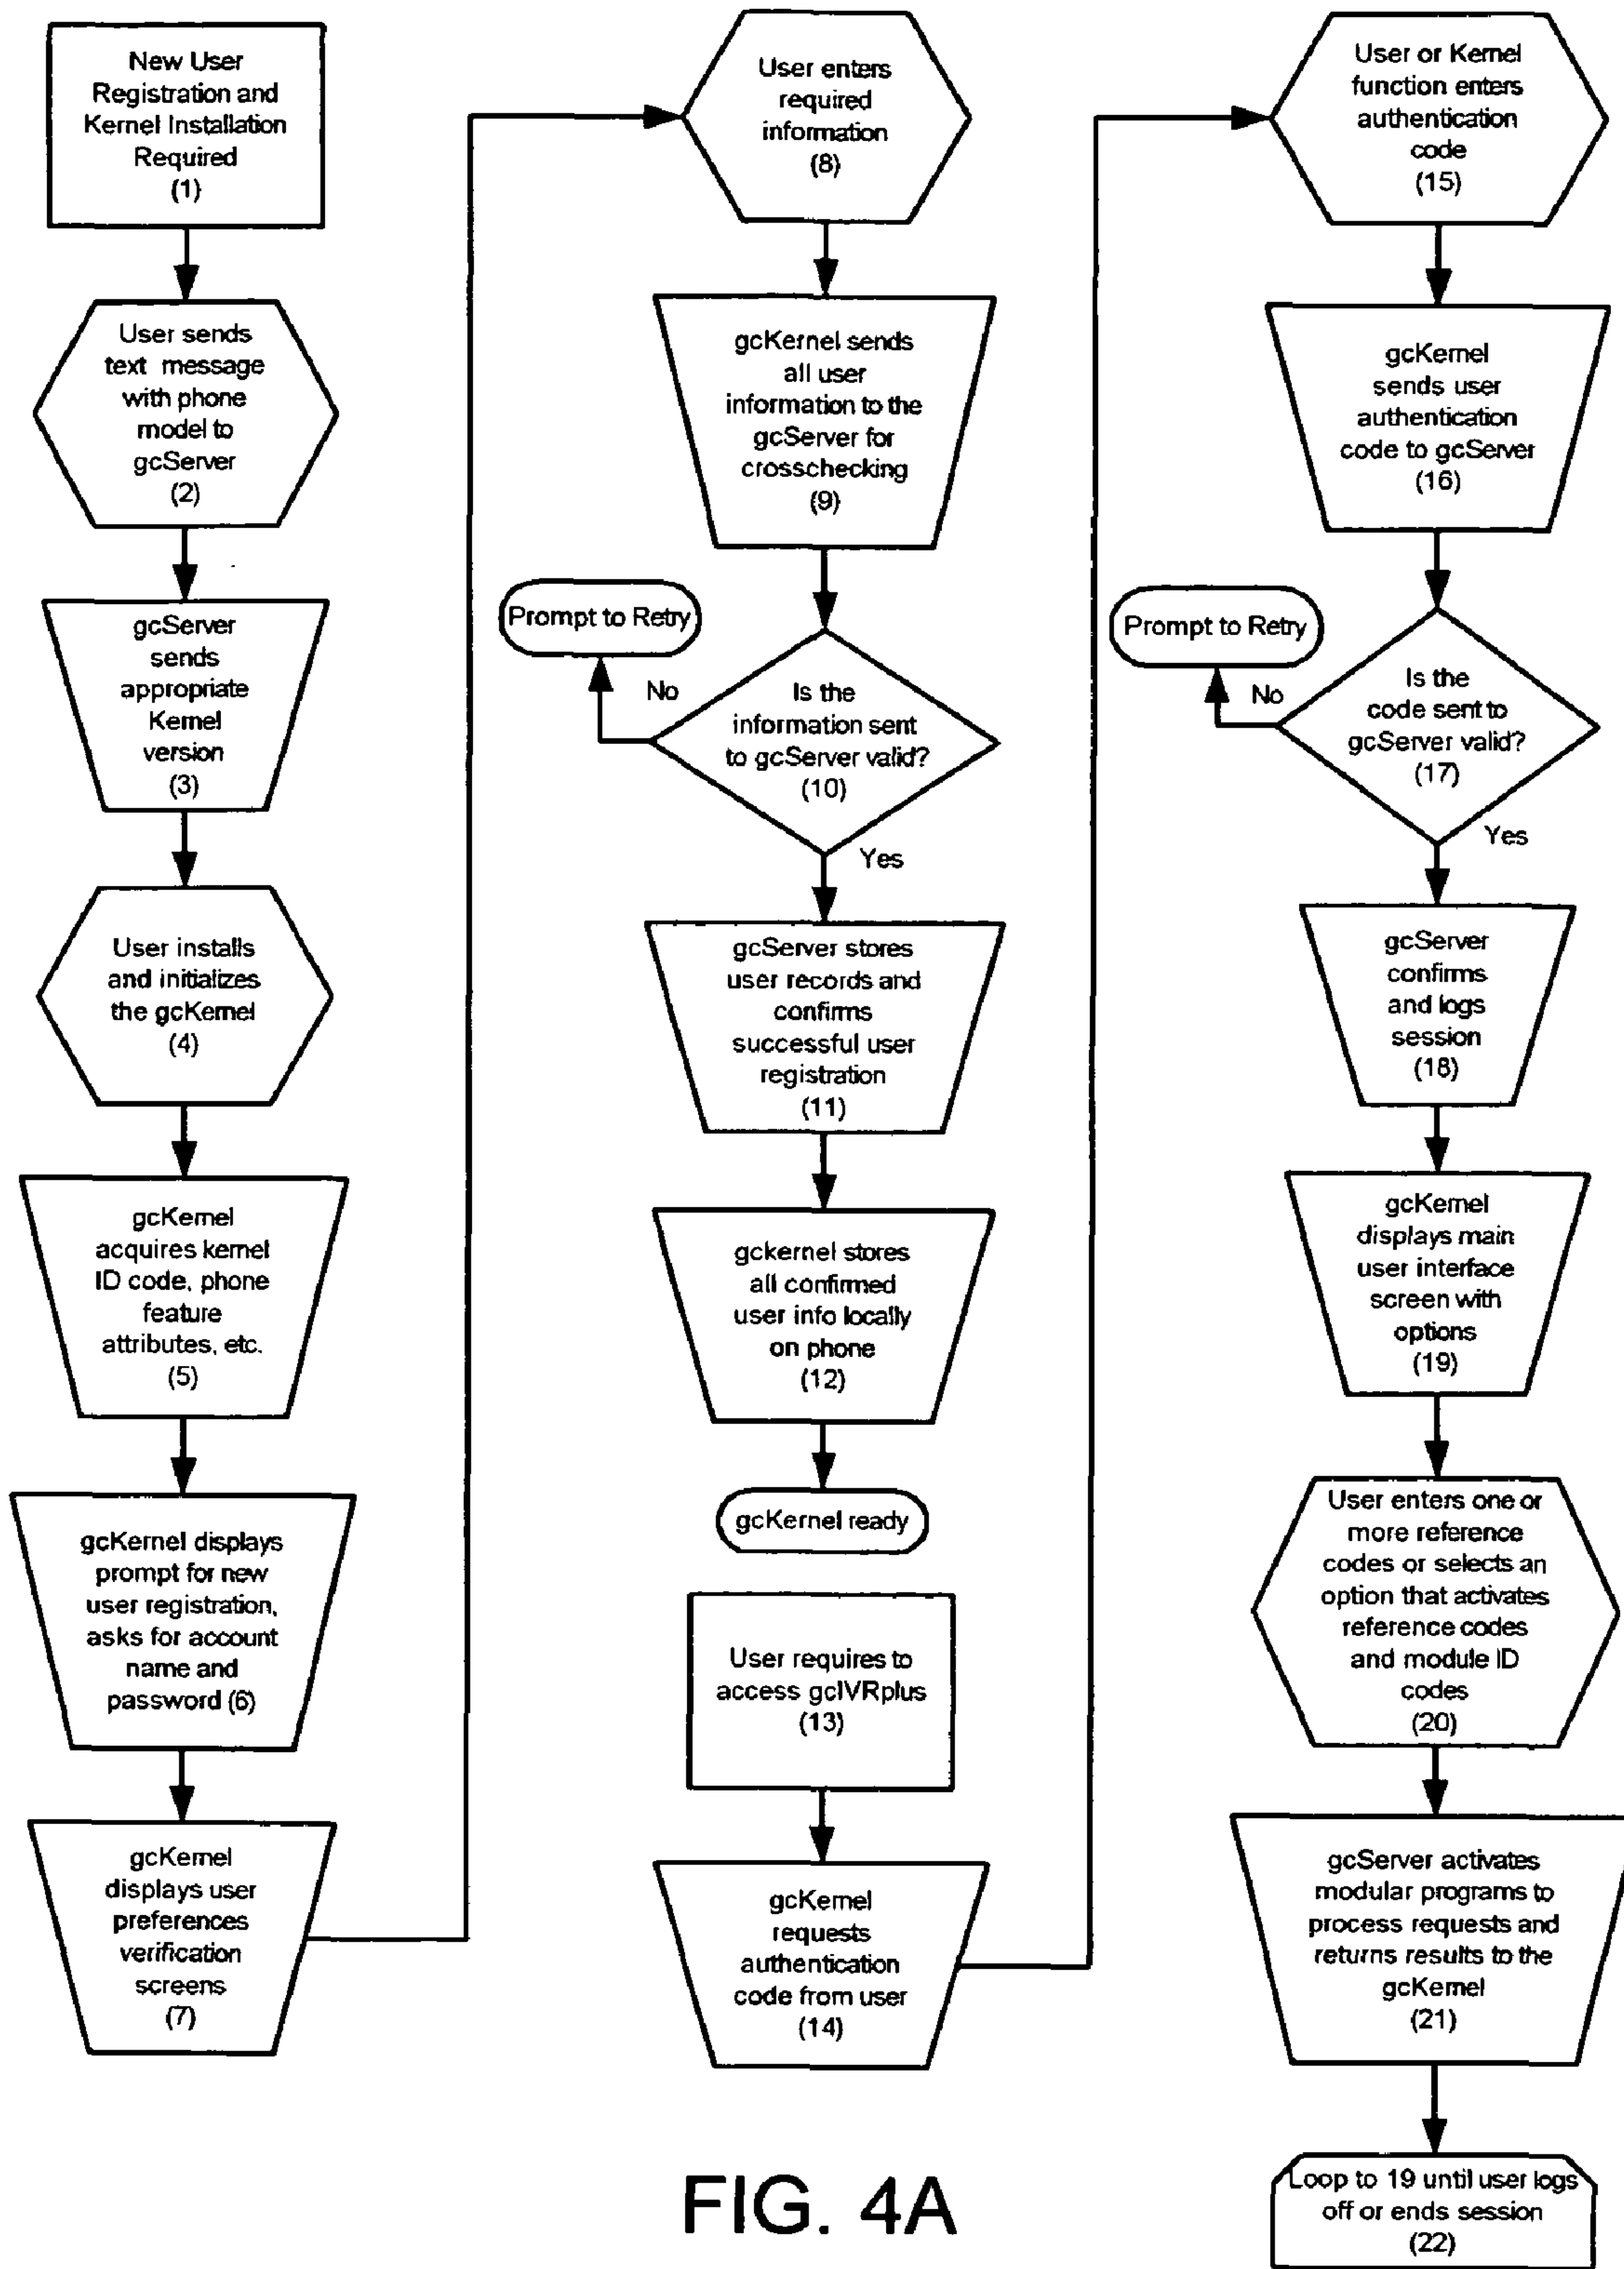 New User
Registration and
Kernel Installation
Required
(1)
User sends
text message
with phone
model to
gcServer
(2)
gcServer
sends
appropriate
Kernel
version
(3)
User installs
and initializes
the gcKernel
(4)
gcKernel
acquires kernel
ID code, phone
feature
attributes, etc.
(5)
gcKernel displays
prompt for new
user registration,
asks for account
name and
password (6)
gcKernel
displays user
preferences
verification
screens
(7)
User enters
required
information
(8)
gcKernel sends
all user
information to the
gcServer for
crosschecking
(9)
Prompt to Retry
No
Is the
information sent
to gcServer valid?
(10)
Yes
gcServer stores
user records and
confirms
successful user
registration
(11)
gckernel stores
all confirmed
user info locally
on phone
(12)
gcKernel ready
User requires to
access gcIVRplus
(13)
gcKernel
requests
authentication
code from user
(14)
User or Kernel
function enters
authentication
code
(15)
gcKernel
sends user
authentication
code to gcServer
(16)
Prompt to Retry
No
Is the
code sent to
gcServer valid?
(17)
Yes
gcServer
confirms
and logs
session
(18)
gcKernel
displays main
user interface
screen with
options
(19)
User enters one or
more reference
codes or selects an
option that activates
reference codes
and module ID
codes
(20)
gcServer activates
modular programs to
process requests and
returns results to the
gcKernel
(21)
Loop to 19 until user logs
off or ends session
(22)
FIG. 4A